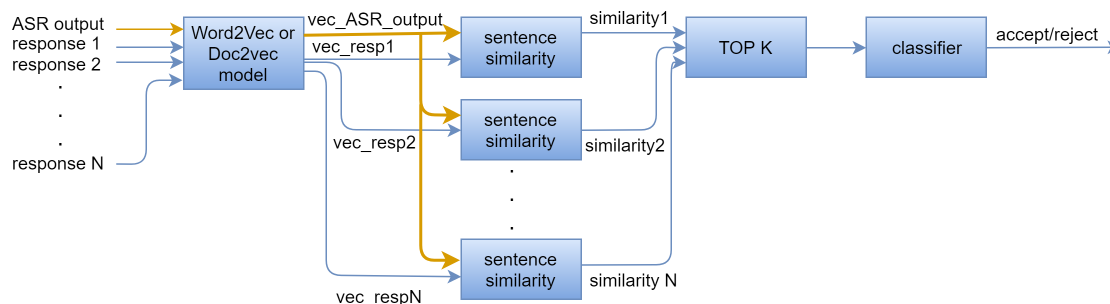 ASR output
response 1
response 2
.
.
.
response N
Word2Vec or
Doc2vec
model
vec_ASR_output
vec_resp1
vec_resp2
vec_respN
sentence
similarity
sentence
similarity
.
.
.
sentence
similarity
similarity1
similarity2
similarity N
TOP K
classifier
accept/reject